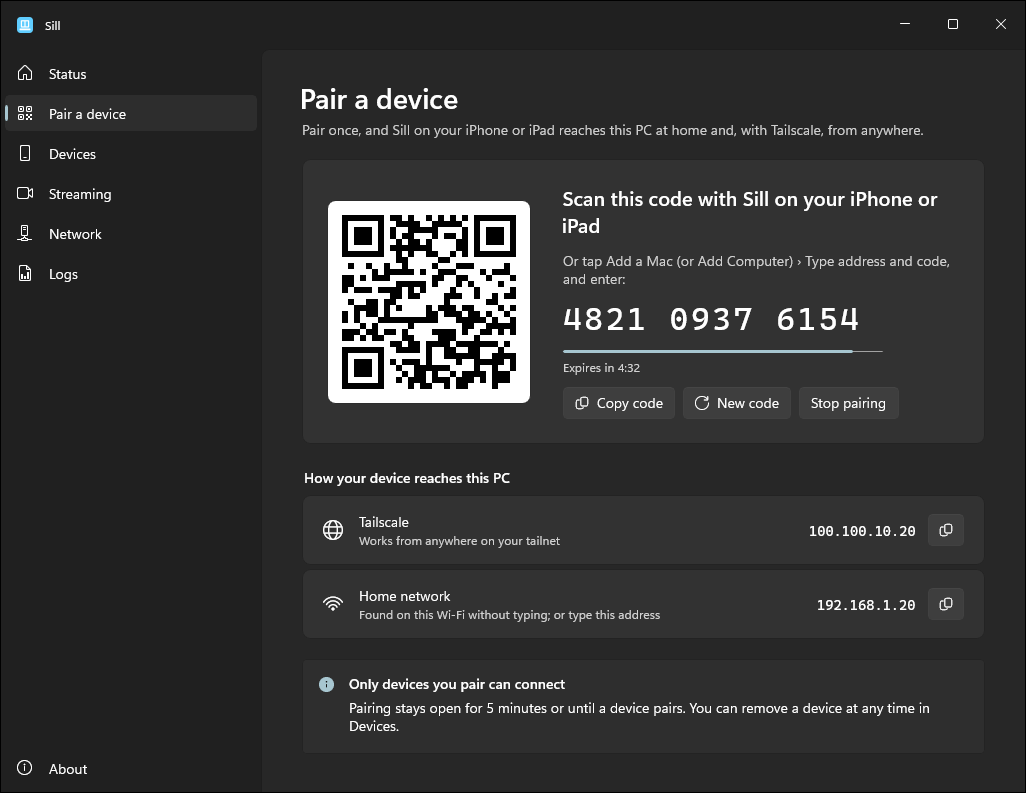 Sill
Status
Pair a device
Devices
Streaming
Network
Logs
About
Pair a device
Pair once, and Sill on your iPhone or iPad reaches this PC at home and, with Tailscale, from anywhere.
Scan this code with Sill on your iPhone or
iPad
Or tap Add a Mac (or Add Computer) › Type address and code,
and enter:
4821 0937 6154
Expires in 4:32
Copy code
New code
Stop pairing
How your device reaches this PC
Tailscale
Works from anywhere on your tailnet
100.100.10.20
Home network
Found on this Wi-Fi without typing; or type this address
192.168.1.20
Only devices you pair can connect
Pairing stays open for 5 minutes or until a device pairs. You can remove a device at any time in
Devices.